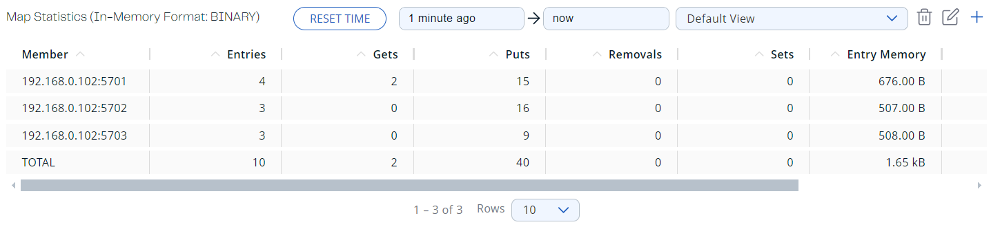 Map Statistics (In-Memory Format: BINARY) RESET TIME 1 minute ago now Default View
Member Entries Gets Puts Removals Sets Entry Memory
192.168.0.102:5701 4 2 15 0 0 676.00 B
192.168.0.102:5702 3 0 16 0 0 507.00 B
192.168.0.102:5703 3 0 9 0 0 508.00 B
TOTAL 10 2 40 0 0 1.65 kB
1 – 3 of 3 Rows 10